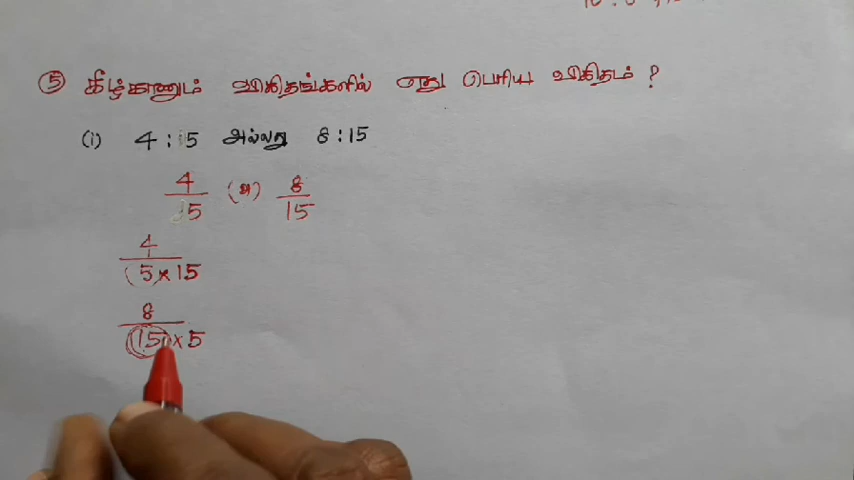 ⑤ கீழ்காணும் விகிதங்களில் எது பெரிய விகிதம் ?
(i) 4 : 5 அல்லது 8 : 15
4/5 (அ) 8/15
4/(5 × 15
8/15 × 5